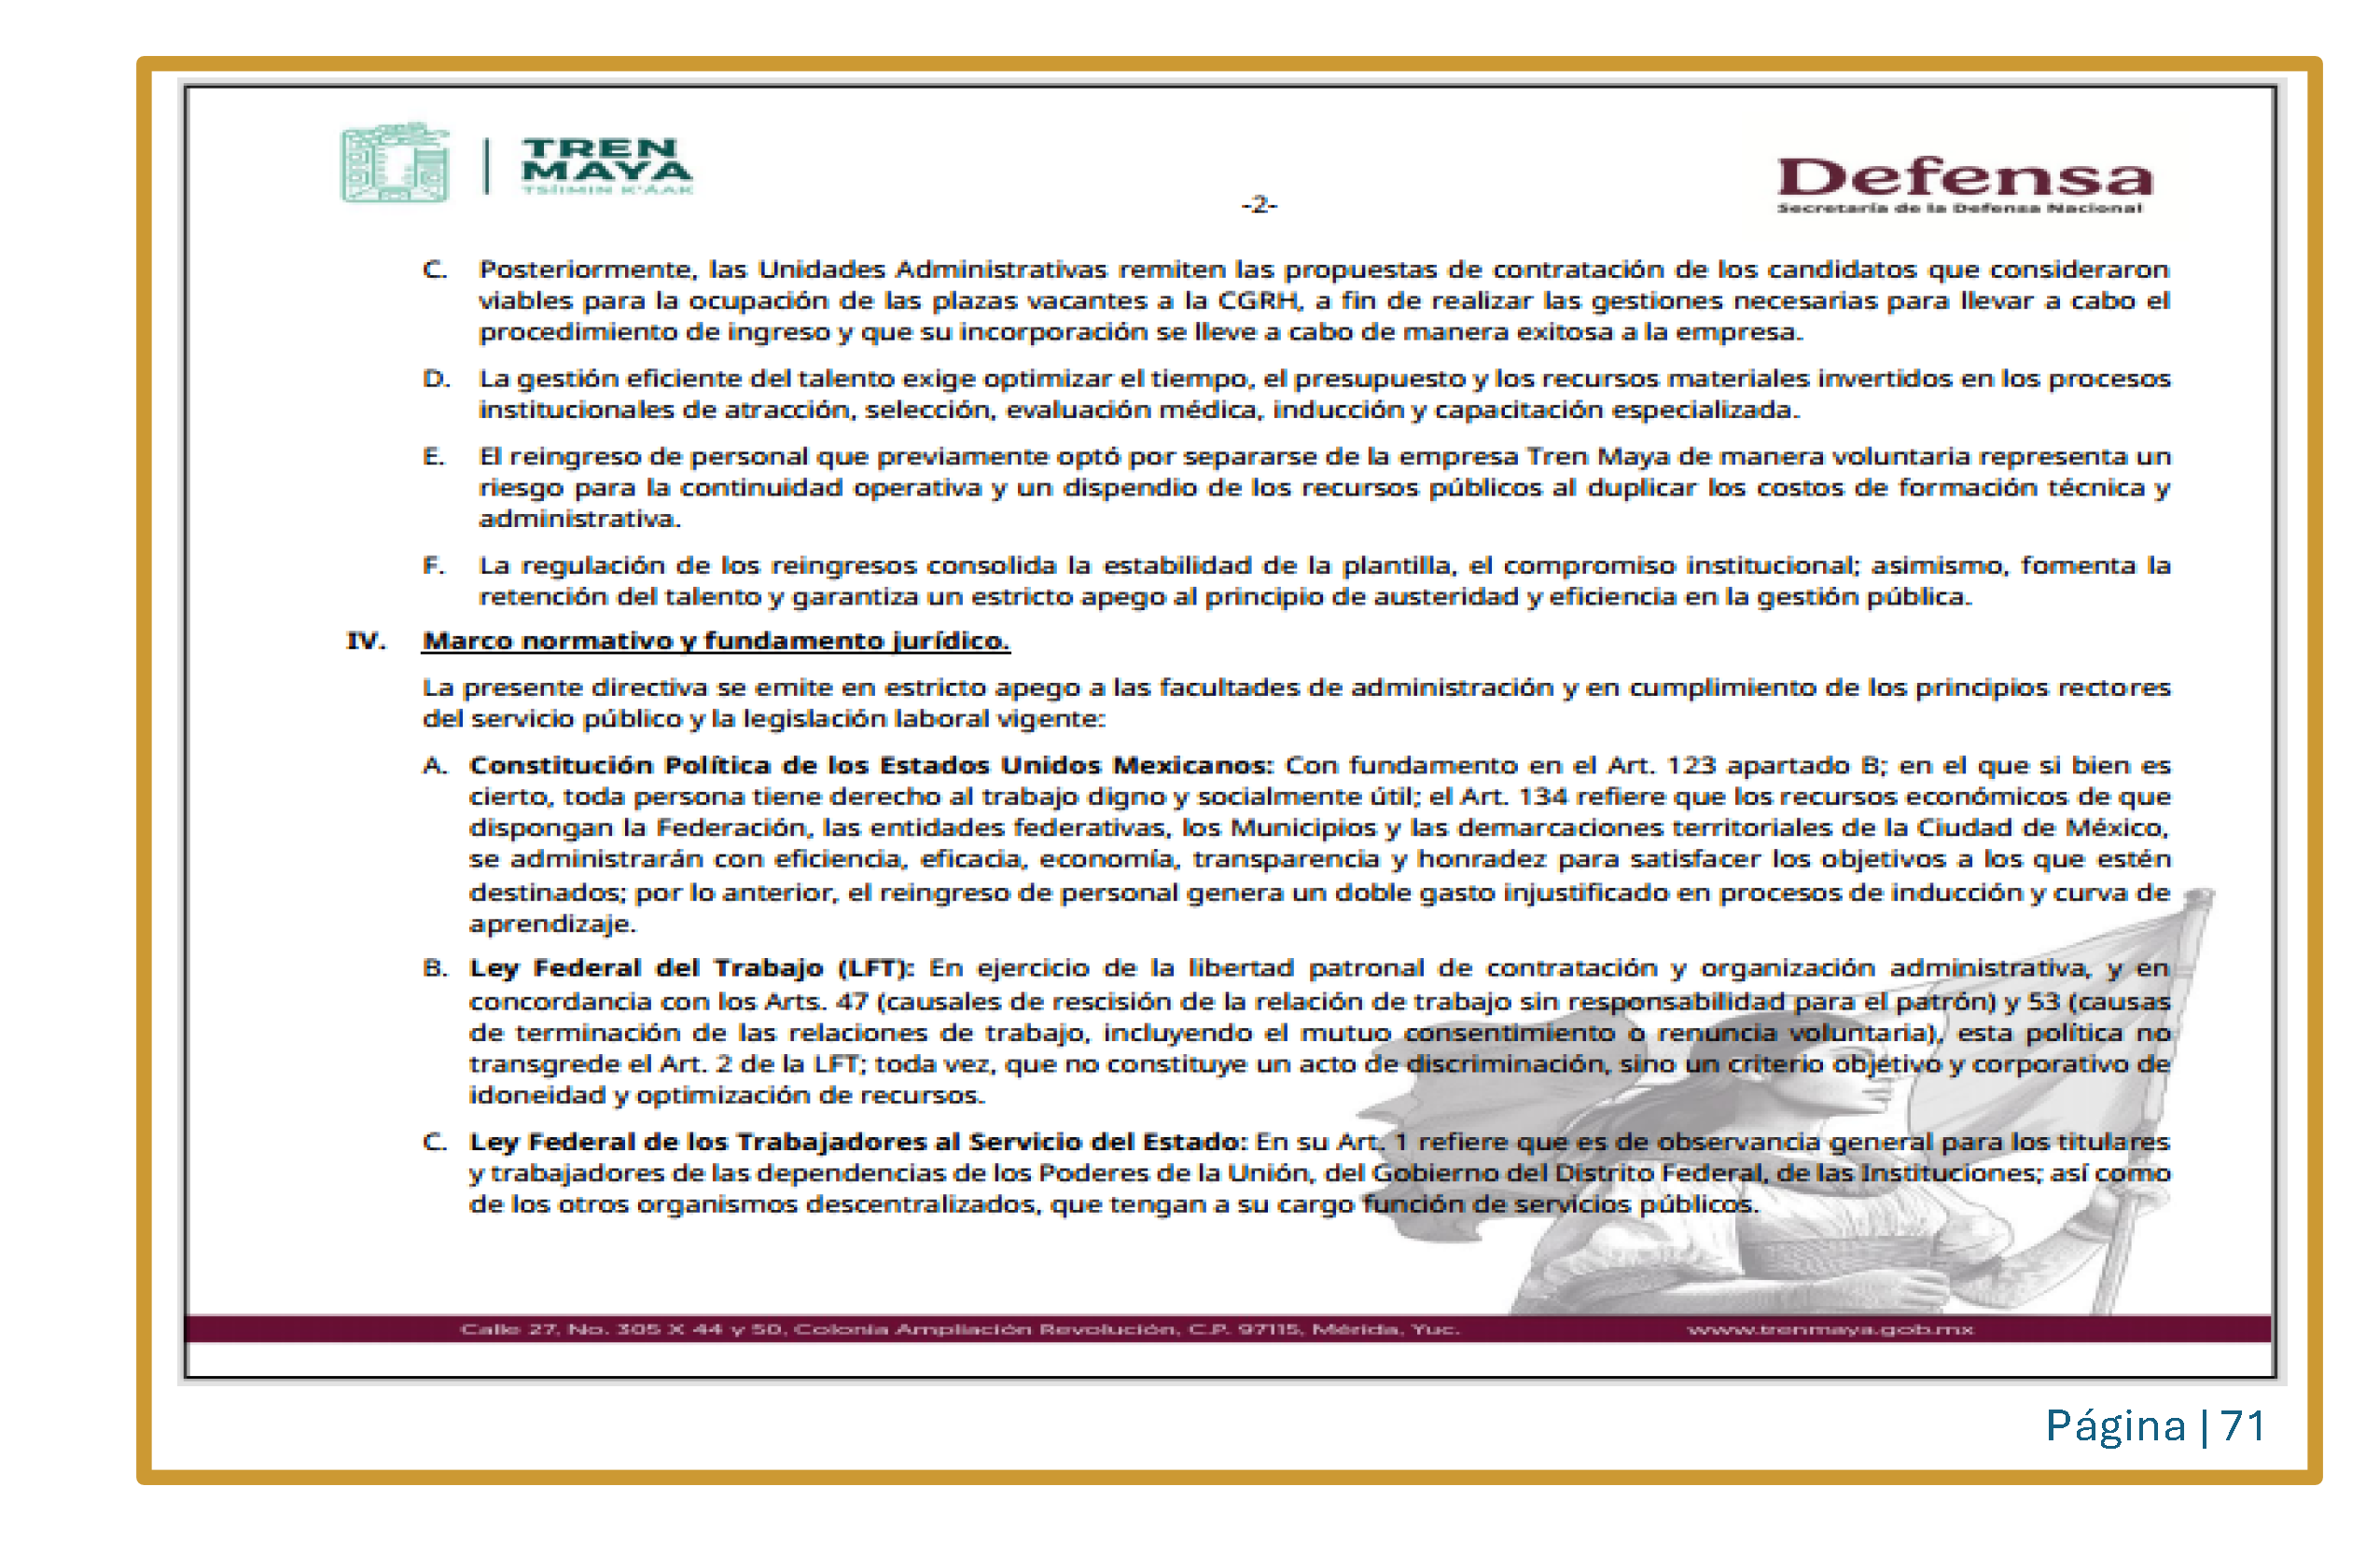 TREN
MAYA
TSÍIMIN K'ÁAK
Defensa
Secretaría de la Defensa Nacional
-2-
C. Posteriormente, las Unidades Administrativas remiten las propuestas de contratación de los candidatos que consideraron
viables para la ocupación de las plazas vacantes a la CGRH, a fin de realizar las gestiones necesarias para llevar a cabo el
procedimiento de ingreso y que su incorporación se lleve a cabo de manera exitosa a la empresa.
D. La gestión eficiente del talento exige optimizar el tiempo, el presupuesto y los recursos materiales invertidos en los procesos
institucionales de atracción, selección, evaluación médica, inducción y capacitación especializada.
E. El reingreso de personal que previamente optó por separarse de la empresa Tren Maya de manera voluntaria representa un
riesgo para la continuidad operativa y un dispendio de los recursos públicos al duplicar los costos de formación técnica y
administrativa.
F. La regulación de los reingresos consolida la estabilidad de la plantilla, el compromiso institucional; asimismo, fomenta la
retención del talento y garantiza un estricto apego al principio de austeridad y eficiencia en la gestión pública.
IV. Marco normativo y fundamento jurídico.
La presente directiva se emite en estricto apego a las facultades de administración y en cumplimiento de los principios rectores
del servicio público y la legislación laboral vigente:
A. Constitución Política de los Estados Unidos Mexicanos: Con fundamento en el Art. 123 apartado B; en el que si bien es
cierto, toda persona tiene derecho al trabajo digno y socialmente útil; el Art. 134 refiere que los recursos económicos de que
dispongan la Federación, las entidades federativas, los Municipios y las demarcaciones territoriales de la Ciudad de México,
se administrarán con eficiencia, eficacia, economía, transparencia y honradez para satisfacer los objetivos a los que estén
destinados; por lo anterior, el reingreso de personal genera un doble gasto injustificado en procesos de inducción y curva de
aprendizaje.
B. Ley Federal del Trabajo (LFT): En ejercicio de la libertad patronal de contratación y organización administrativa, y en
concordancia con los Arts. 47 (causales de rescisión de la relación de trabajo sin responsabilidad para el patrón) y 53 (causas
de terminación de las relaciones de trabajo, incluyendo el mutuo consentimiento o renuncia voluntaria), esta política no
transgrede el Art. 2 de la LFT; toda vez, que no constituye un acto de discriminación, sino un criterio objetivo y corporativo de
idoneidad y optimización de recursos.
C. Ley Federal de los Trabajadores al Servicio del Estado: En su Art. 1 refiere que es de observancia general para los titulares
y trabajadores de las dependencias de los Poderes de la Unión, del Gobierno del Distrito Federal, de las Instituciones; así como
de los otros organismos descentralizados, que tengan a su cargo función de servicios públicos.
Calle 27, No. 305 X 44 y 50, Colonia Ampliación Revolución, C.P. 97115, Mérida, Yuc. www.trenmaya.gob.mx
Página | 71